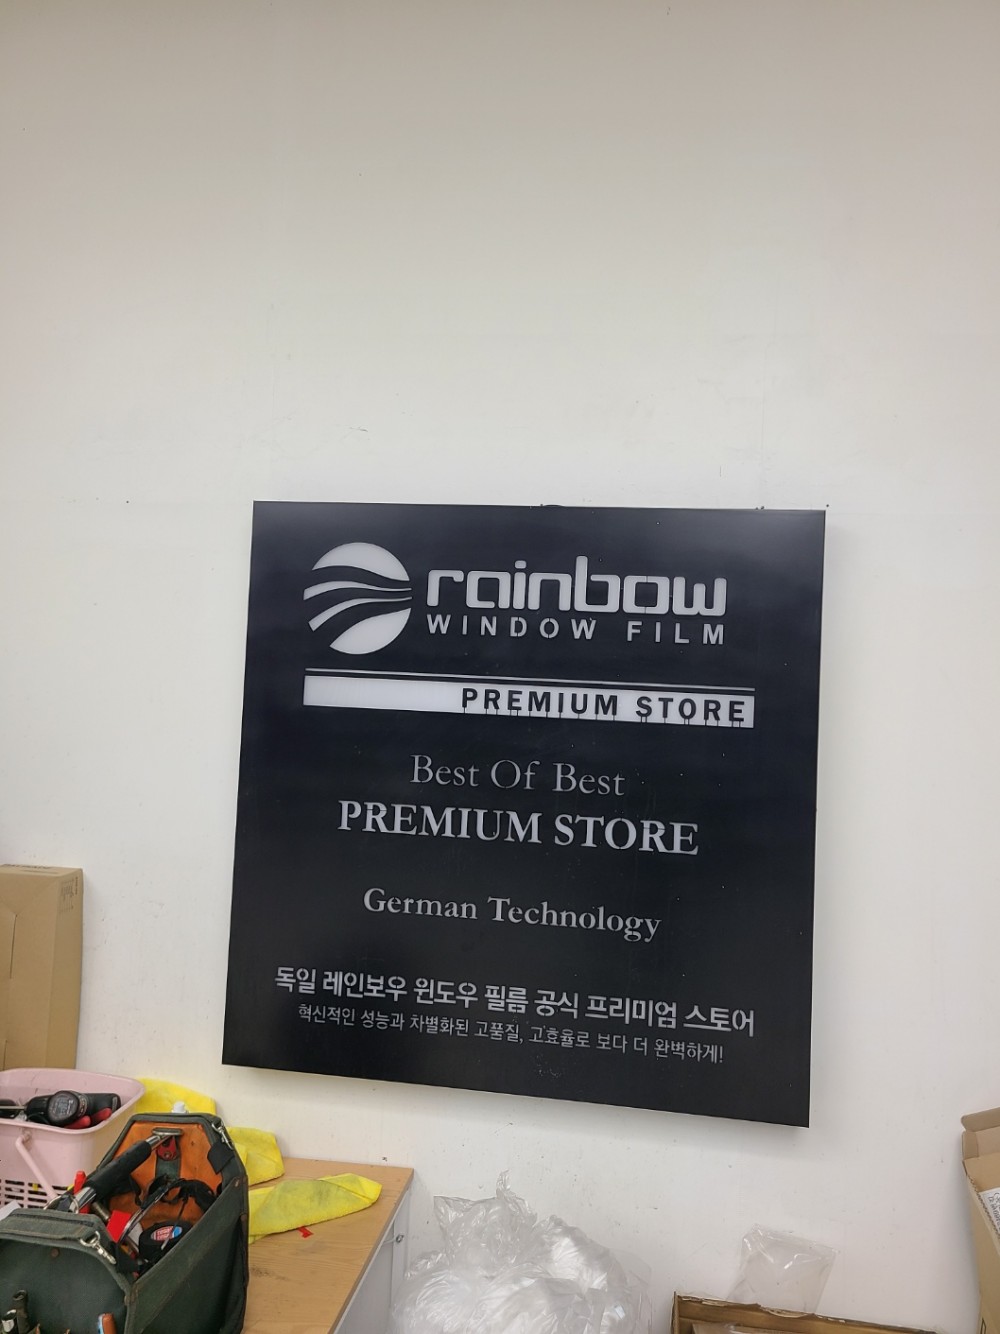 rainbow
WINDOW FILM
PREMIUM STORE
Best Of Best
PREMIUM STORE
German Technology
독일 레인보우 윈도우 필름 공식 프리미엄 스토어
혁신적인 성능과 차별화된 고품질, 고효율로 보다 더 완벽하게!